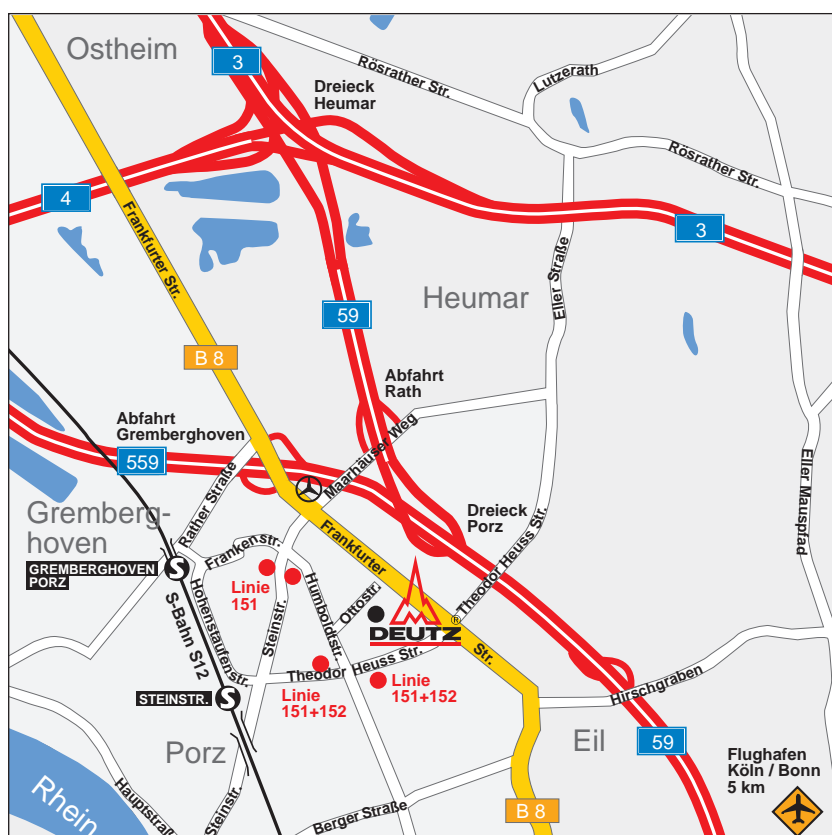 Ostheim
3
Dreieck
Heumar
Rösrather Str.
Lutzerath
Rösrather Str.
4
Frankfurter Str.
3
Eller Straße
Heumar
59
B 8
Abfahrt
Rath
Abfahrt
Gremberghoven
559
Maarhäuser Weg
Rather Straße
Eller Mauspfad
Gremberg-
hoven
Dreieck
Porz
Frankfurter
Str.
Frankenstr.
GREMBERGHOVEN
PORZ
S
S-Bahn S12
Hohenstaufenstr.
Linie
151
Steinstr.
Humboldtstr.
Ottostr.
DEUTZ®
Theodor Heuss Str.
Theodor Heuss Str.
STEINSTR.
S
Linie
151+152
Linie
151+152
Hirschgraben
Porz
Eil
59
Flughafen
Köln / Bonn
5 km
Rhein
Hauptstraße
Steinstr.
Berger Straße
B 8